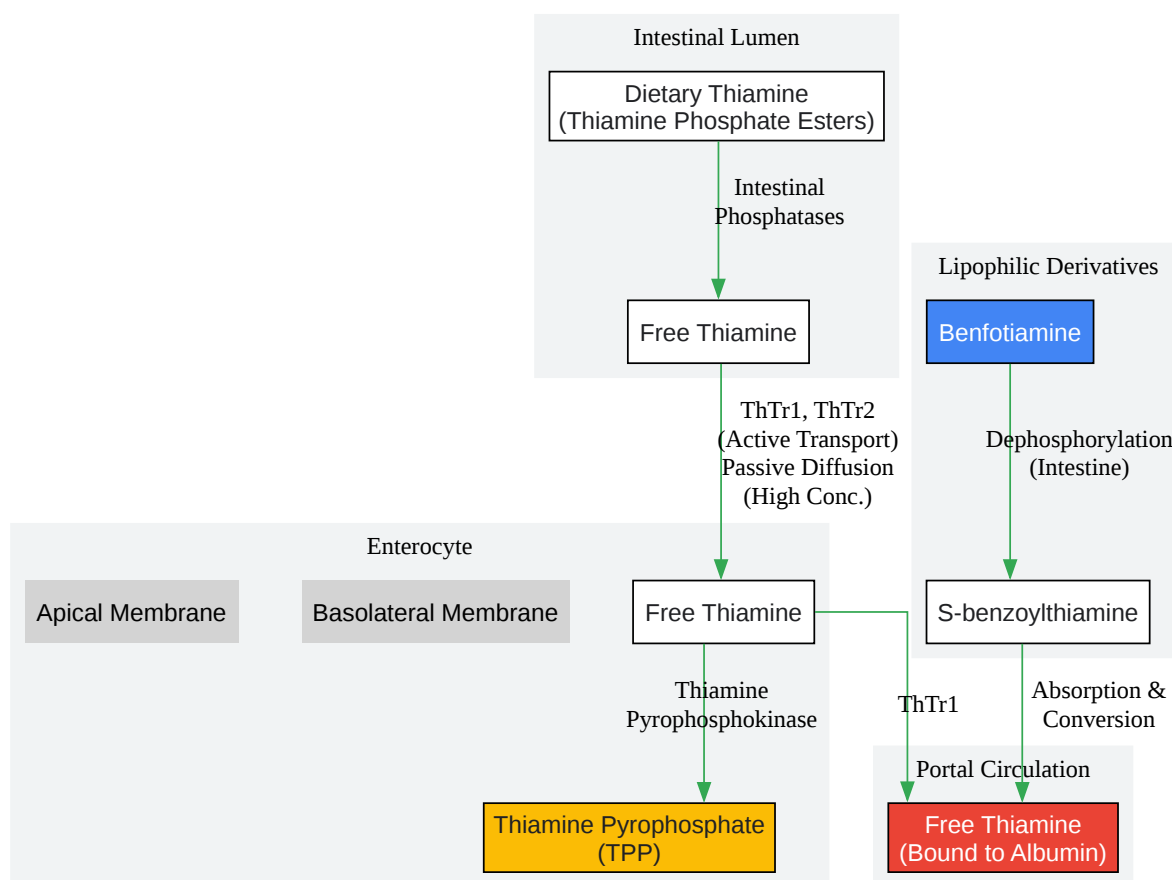 Intestinal Lumen
Dietary Thiamine
(Thiamine Phosphate Esters)
Intestinal
Phosphatases
Lipophilic Derivatives
Free Thiamine
Benfotiamine
ThTr1, ThTr2
(Active Transport)
Passive Diffusion
(High Conc.)
Dephosphorylation
(Intestine)
Enterocyte
Apical Membrane
Basolateral Membrane
Free Thiamine
S-benzoylthiamine
Thiamine
Pyrophosphokinase
ThTr1
Absorption &
Conversion
Portal Circulation
Thiamine Pyrophosphate
(TPP)
Free Thiamine
(Bound to Albumin)